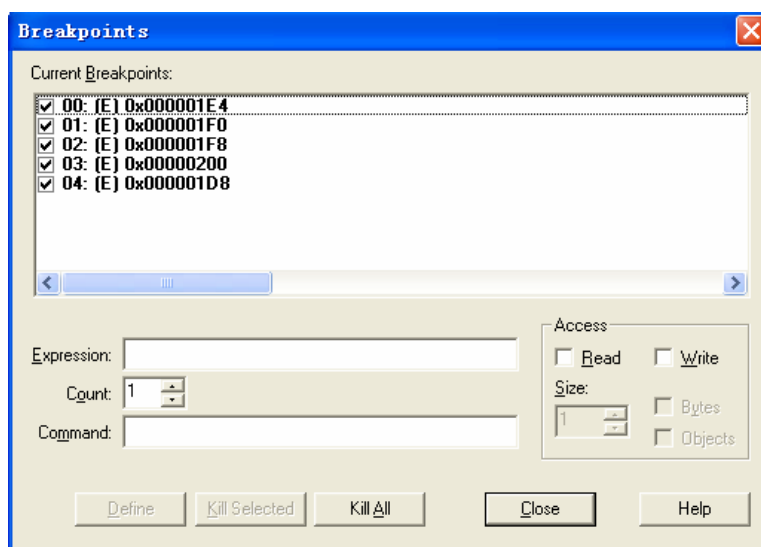 Breakpoints
Current Breakpoints:
00: (E) 0x000001E4
01: (E) 0x000001F0
02: (E) 0x000001F8
03: (E) 0x00000200
04: (E) 0x000001D8
Access
Expression:
Read Write
Count: 1
Size:
1
Bytes
Command:
Objects
Define Kill Selected Kill All Close Help